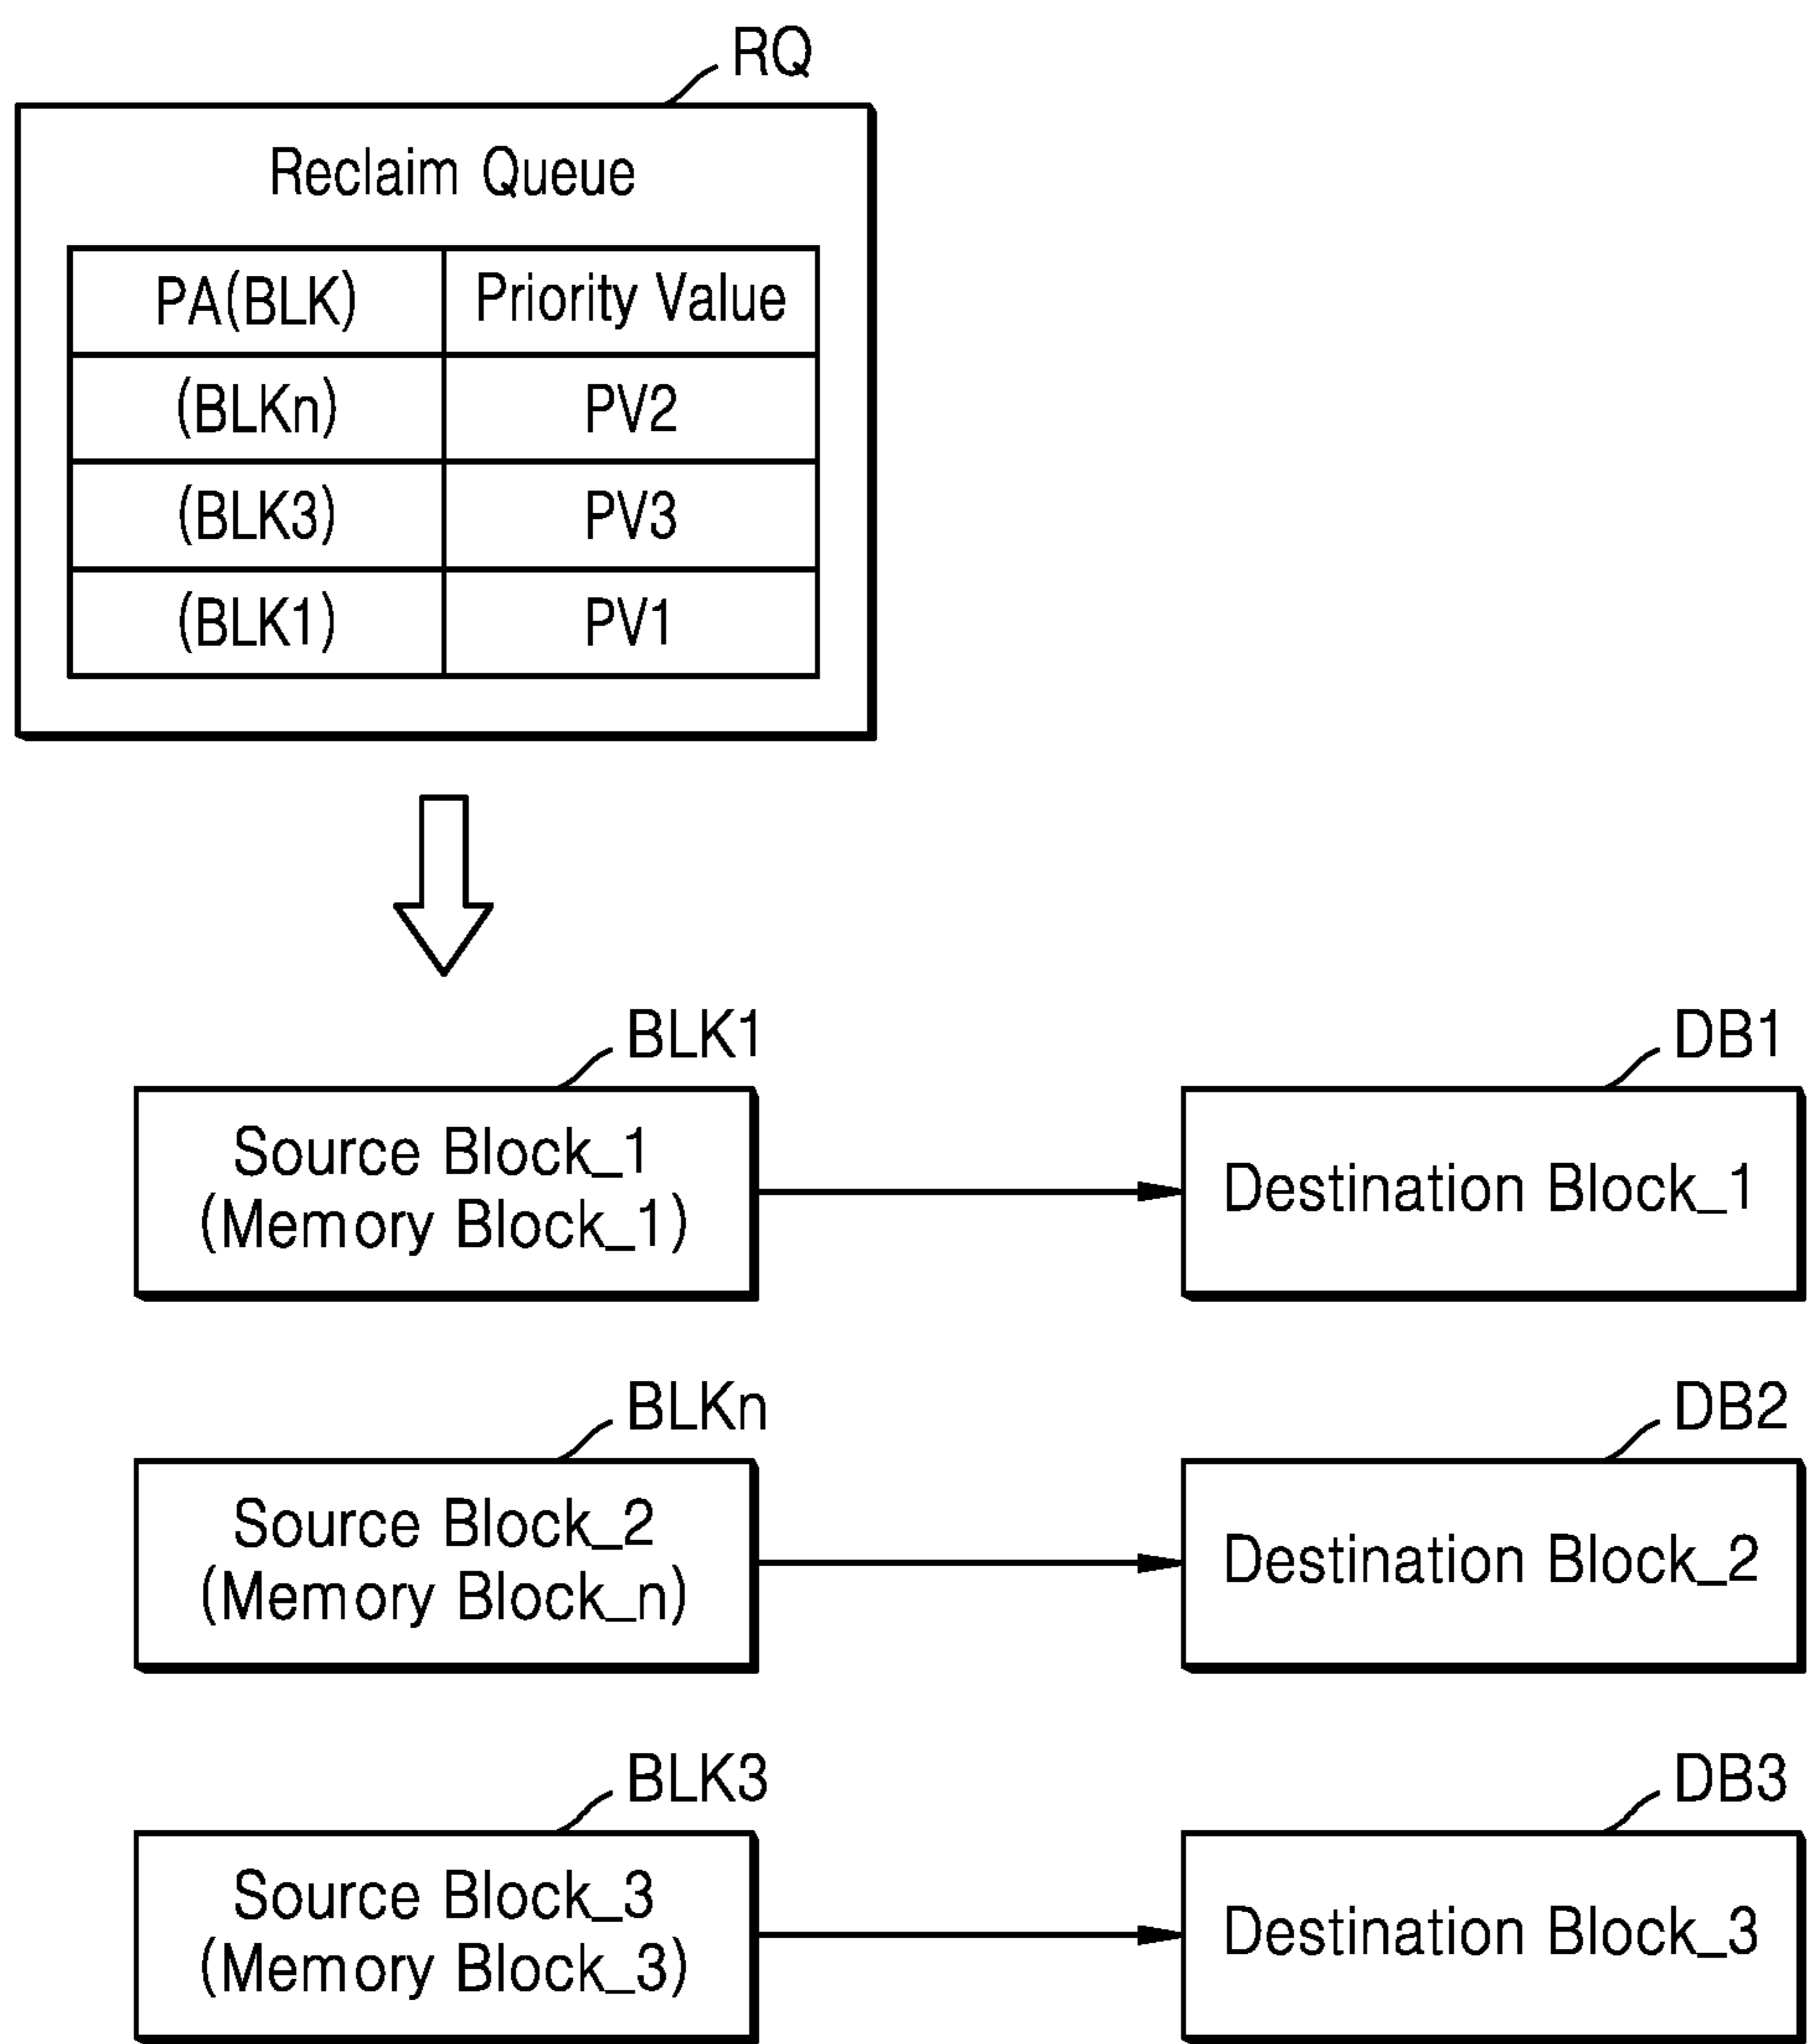 RQ
Reclaim Queue
PA(BLK) Priority Value
(BLKn) PV2
(BLK3) PV3
(BLK1) PV1
BLK1 DB1
Source Block_1
(Memory Block_1)
Destination Block_1
BLKn DB2
Source Block_2
(Memory Block_n)
Destination Block_2
BLK3 DB3
Source Block_3
(Memory Block_3)
Destination Block_3